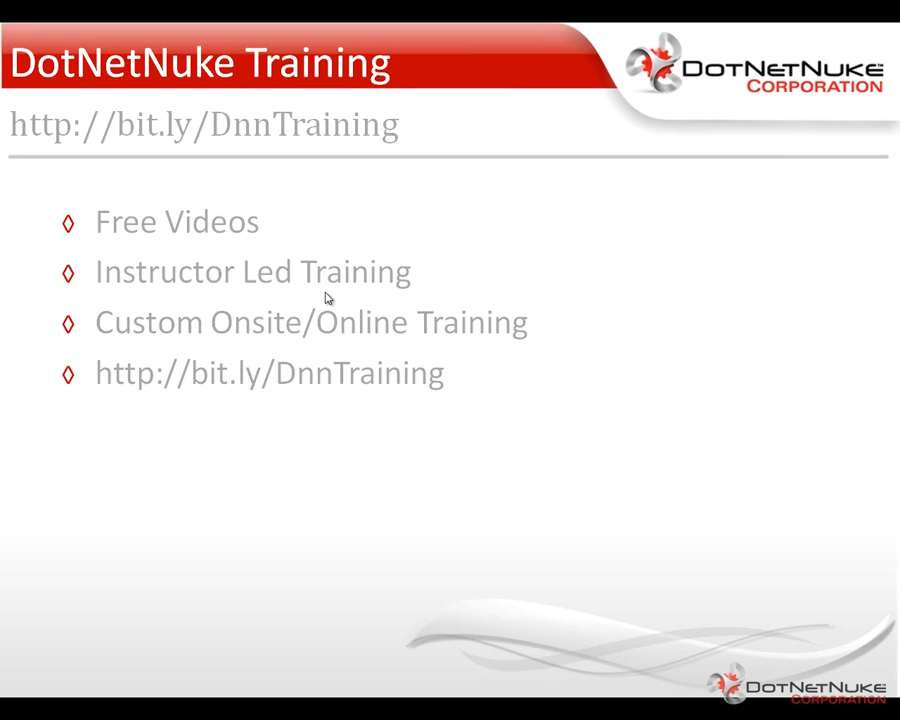 DotNetNuke Training
DOTNETNUKE
CORPORATION
http://bit.ly/DnnTraining
Free Videos
Instructor Led Training
Custom Onsite/Online Training
http://bit.ly/DnnTraining
DOTNETNUKE
CORPORATION